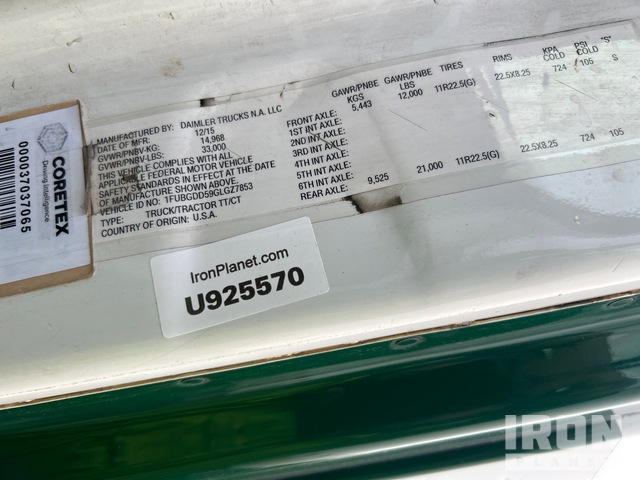 CORETEX
Driving Intelligence
000037037065
MANUFACTURED BY: DAIMLER TRUCKS N.A. LLC
DATE OF MFR: 12/15
GVWR/PNBV-KG: 14,968
GVWR/PNBV-LBS: 33,000
THIS VEHICLE COMPLIES WITH ALL
APPLICABLE FEDERAL MOTOR VEHICLE
SAFETY STANDARDS IN EFFECT AT THE DATE
OF MANUFACTURE SHOWN ABOVE.
VEHICLE ID NO: 1FUBGDD59GLGZ7853
TYPE: TRUCK/TRACTOR TT/CT
COUNTRY OF ORIGIN: U.S.A.
GAWR/PNBE KGS GAWR/PNBE LBS TIRES RIMS KPA COLD PSI COLD "S"
FRONT AXLE: 5,443 12,000 11R22.5(G) 22.5X8.25 724 105 S
1ST INT AXLE:
2ND INT AXLE:
3RD INT AXLE:
4TH INT AXLE:
5TH INT AXLE:
6TH INT AXLE:
REAR AXLE: 9,525 21,000 11R22.5(G) 22.5X8.25 724 105 S
IronPlanet.com
U925570
IRON
PLANET